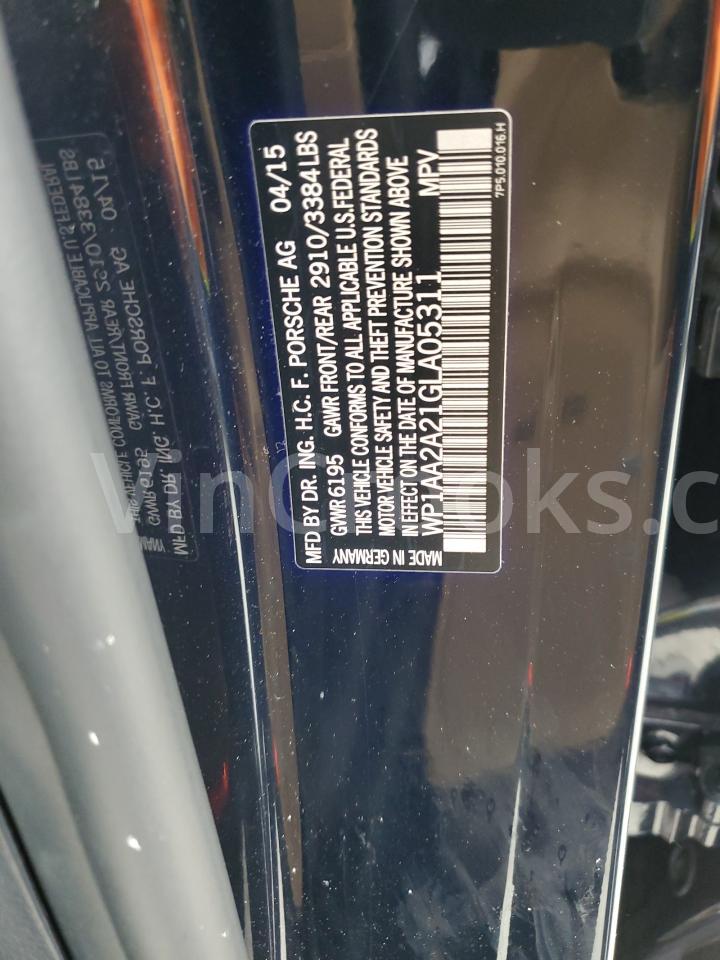 MFD BY DR. ING. H.C. F. PORSCHE AG 04/15
GVWR 6195 GAWR FRONT/REAR 2910/3384 LBS
THIS VEHICLE CONFORMS TO ALL APPLICABLE U.S.FEDERAL
MOTOR VEHICLE SAFETY AND THEFT PREVENTION STANDARDS
IN EFFECT ON THE DATE OF MANUFACTURE SHOWN ABOVE
WP1AA2A21GLA05311 MPV
MADE IN GERMANY
7P5.010.016.H